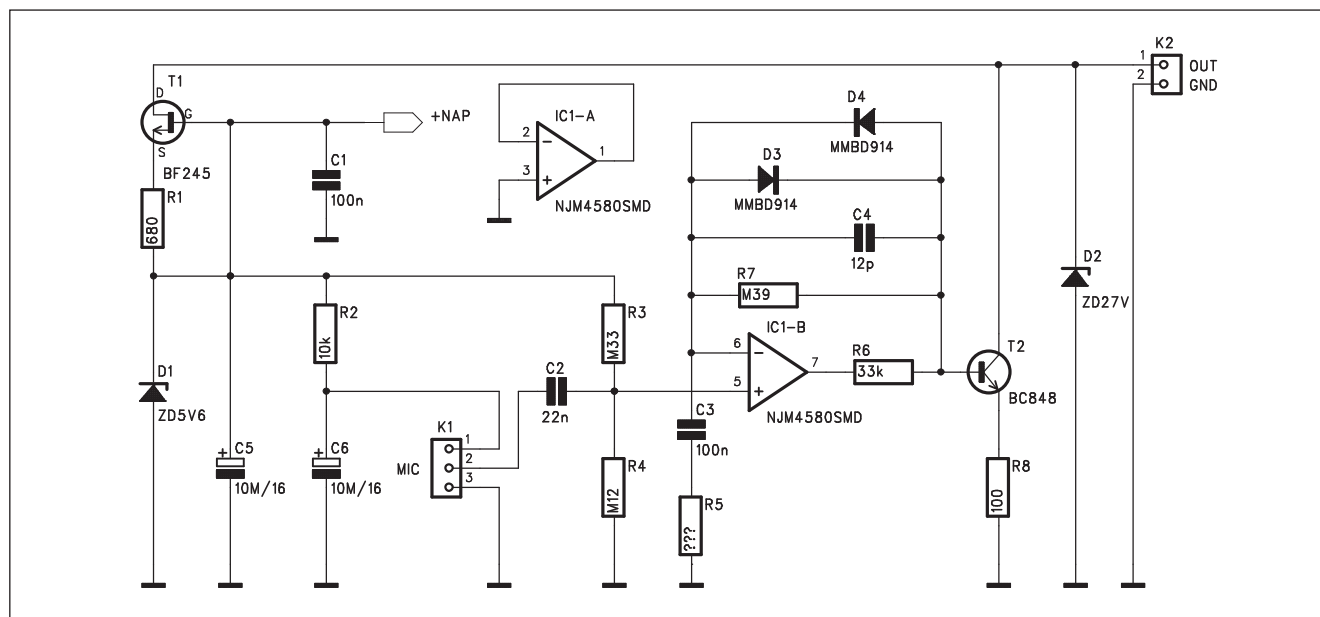 K2
1
OUT
2
GND
T1
D
G
S
BF245
+NAP
IC1-A
2
−
3
+
1
NJM4580SMD
D4
MMBD914
D3
MMBD914
C1
100n
R1
680
C4
12p
D2
ZD27V
R7
M39
R2
10k
R3
M33
IC1-B
6
−
5
+
7
NJM4580SMD
R6
33k
T2
BC848
D1
ZD5V6
C2
22n
C3
100n
K1
1
2
3
MIC
+
C5
10M/16
+
C6
10M/16
R4
M12
R5
???
R8
100